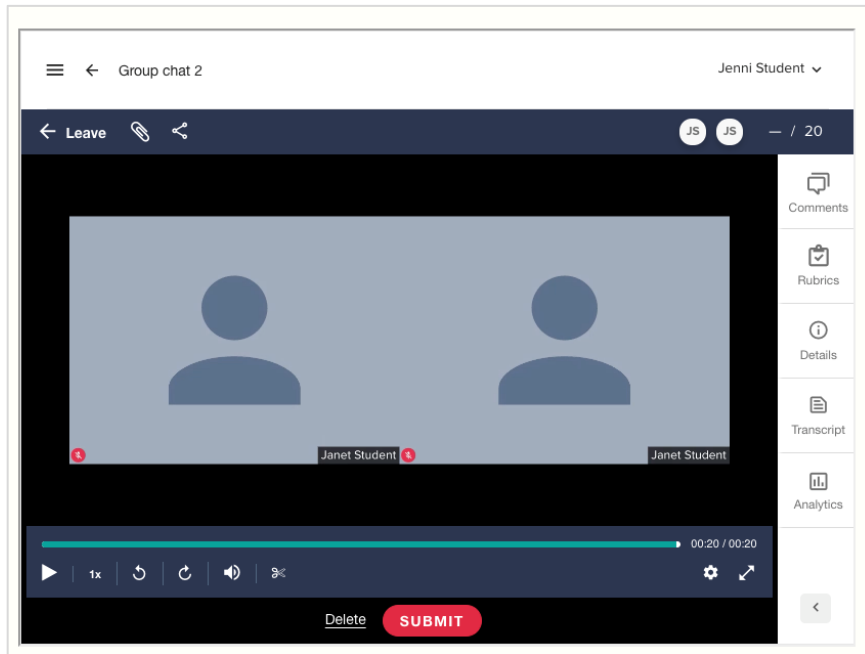 Group chat 2
Jenni Student
Leave
JS JS — / 20
Comments
Rubrics
Details
Transcript
Analytics
Janet Student
Janet Student
00:20 / 00:20
1x
Delete
SUBMIT